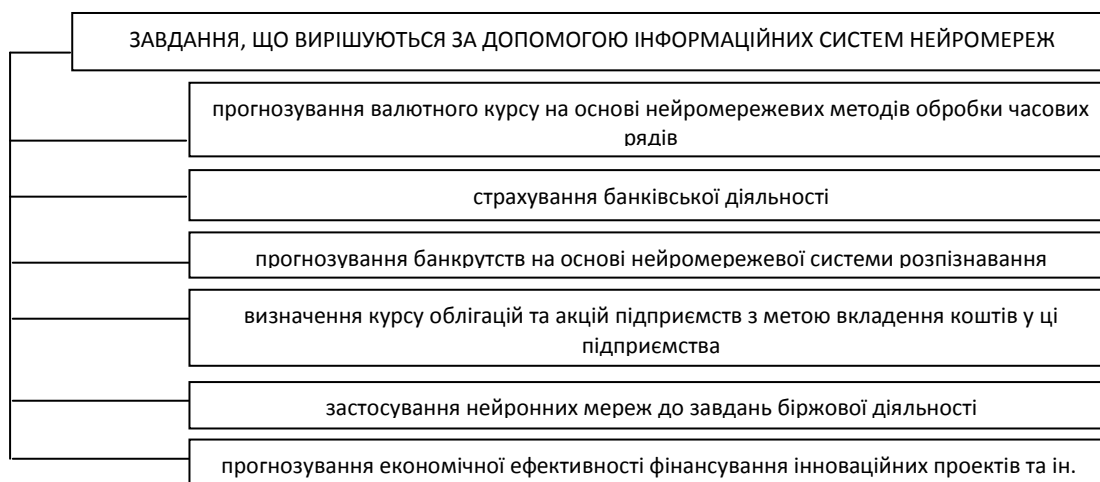 ЗАВДАННЯ, ЩО ВИРІШУЮТЬСЯ ЗА ДОПОМОГОЮ ІНФОРМАЦІЙНИХ СИСТЕМ НЕЙРОМЕРЕЖ
прогнозування валютного курсу на основі нейромережевих методів обробки часових
рядів
страхування банківської діяльності
прогнозування банкрутств на основі нейромережевої системи розпізнавання
визначення курсу облігацій та акцій підприємств з метою вкладення коштів у ці
підприємства
застосування нейронних мереж до завдань біржової діяльності
прогнозування економічної ефективності фінансування інноваційних проектів та ін.